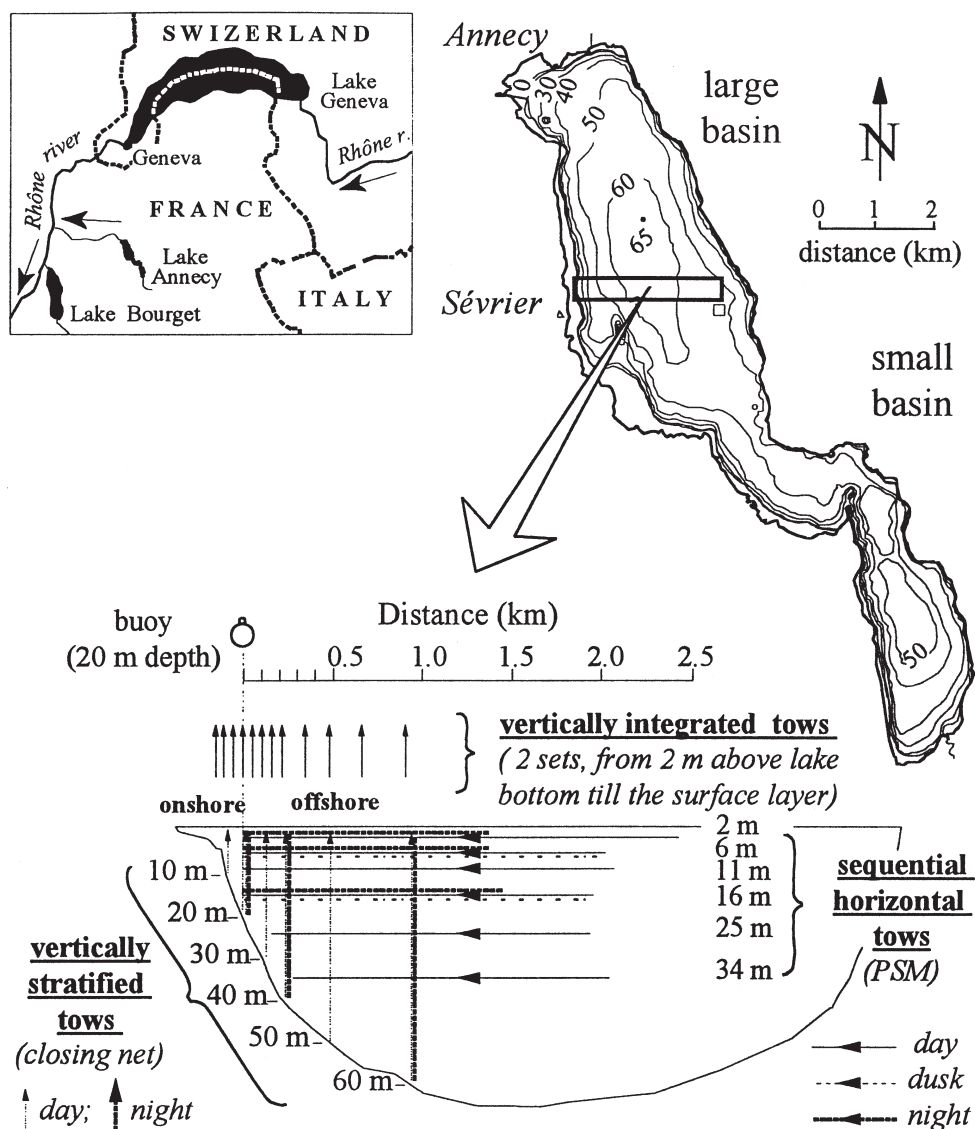 SWIZERLAND
Lake
Geneva
Rhône river
Geneva
Rhône r.
FRANCE
Lake
Annecy
ITALY
Lake Bourget
Annecy
0
30
40
50
60
65
large
basin
N
0 1 2
distance (km)
Sévrier
small
basin
50
buoy
(20 m depth)
Distance (km)
0.5 1.0 1.5 2.0 2.5
vertically integrated tows
( 2 sets, from 2 m above lake
bottom till the surface layer)
onshore offshore
2 m
6 m
11 m
16 m
25 m
34 m
sequential
horizontal
tows
(PSM)
10 m
20 m
30 m
40 m
50 m
60 m
vertically
stratified
tows
(closing net)
day; night
day
dusk
night